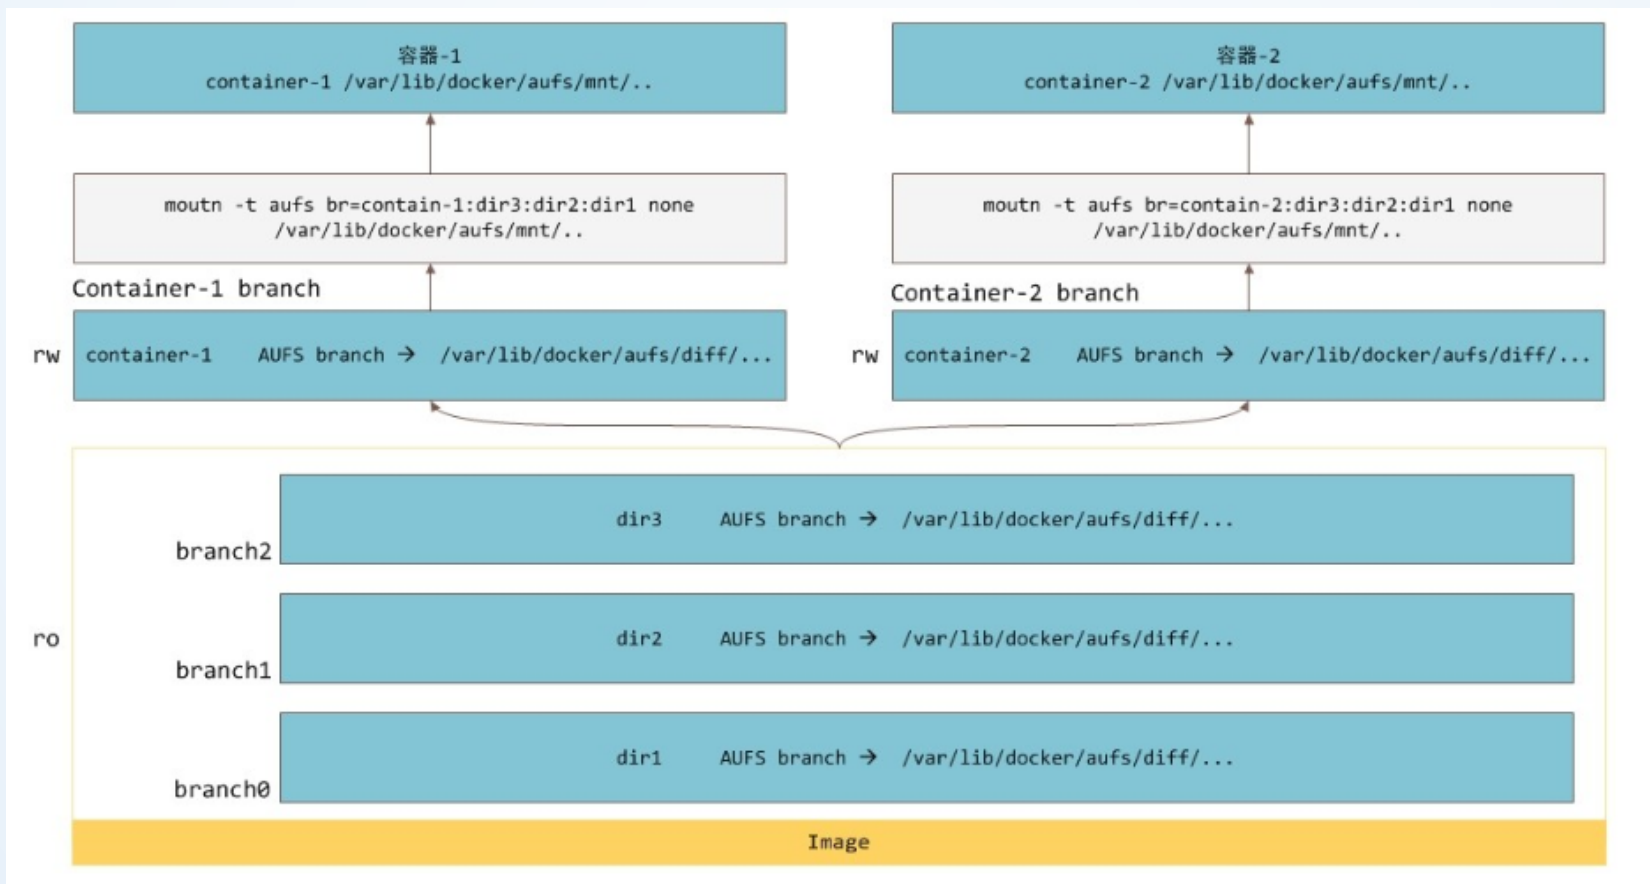 容器-1
container-1 /var/lib/docker/aufs/mnt/..
容器-2
container-2 /var/lib/docker/aufs/mnt/..
moutn -t aufs br=contain-1:dir3:dir2:dir1 none
/var/lib/docker/aufs/mnt/..
moutn -t aufs br=contain-2:dir3:dir2:dir1 none
/var/lib/docker/aufs/mnt/..
Container-1 branch
Container-2 branch
rw
container-1 AUFS branch → /var/lib/docker/aufs/diff/...
rw
container-2 AUFS branch → /var/lib/docker/aufs/diff/...
dir3 AUFS branch → /var/lib/docker/aufs/diff/...
branch2
ro
dir2 AUFS branch → /var/lib/docker/aufs/diff/...
branch1
dir1 AUFS branch → /var/lib/docker/aufs/diff/...
branch0
Image